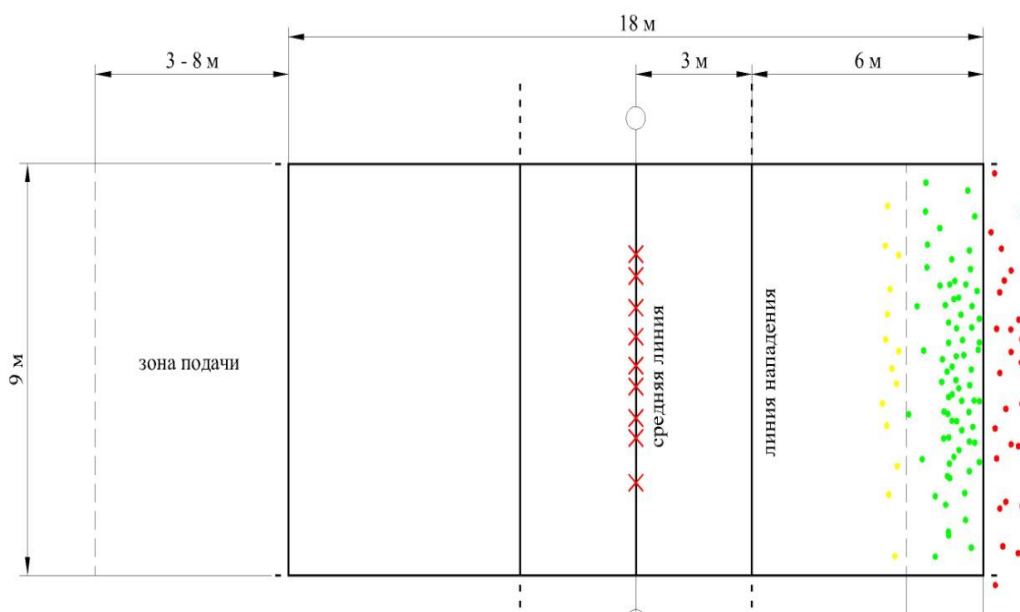 18 м
3 - 8 м
3 м
6 м
9 м
зона подачи
средняя линия
линия нападения